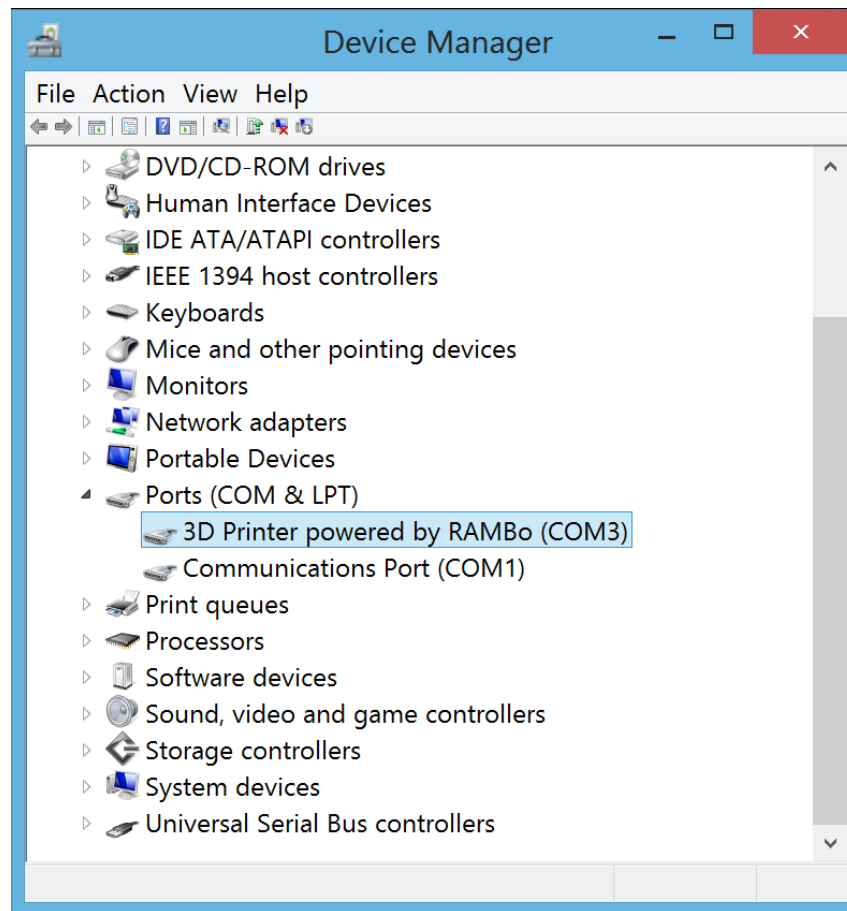 Device Manager
File Action View Help
DVD/CD-ROM drives
Human Interface Devices
IDE ATA/ATAPI controllers
IEEE 1394 host controllers
Keyboards
Mice and other pointing devices
Monitors
Network adapters
Portable Devices
Ports (COM & LPT)
3D Printer powered by RAMBo (COM3)
Communications Port (COM1)
Print queues
Processors
Software devices
Sound, video and game controllers
Storage controllers
System devices
Universal Serial Bus controllers